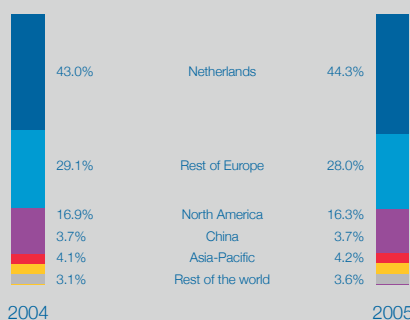 43.0% Netherlands 44.3%
29.1% Rest of Europe 28.0%
16.9% North America 16.3%
3.7% China 3.7%
4.1% Asia-Pacific 4.2%
3.1% Rest of the world 3.6%
2004 2005